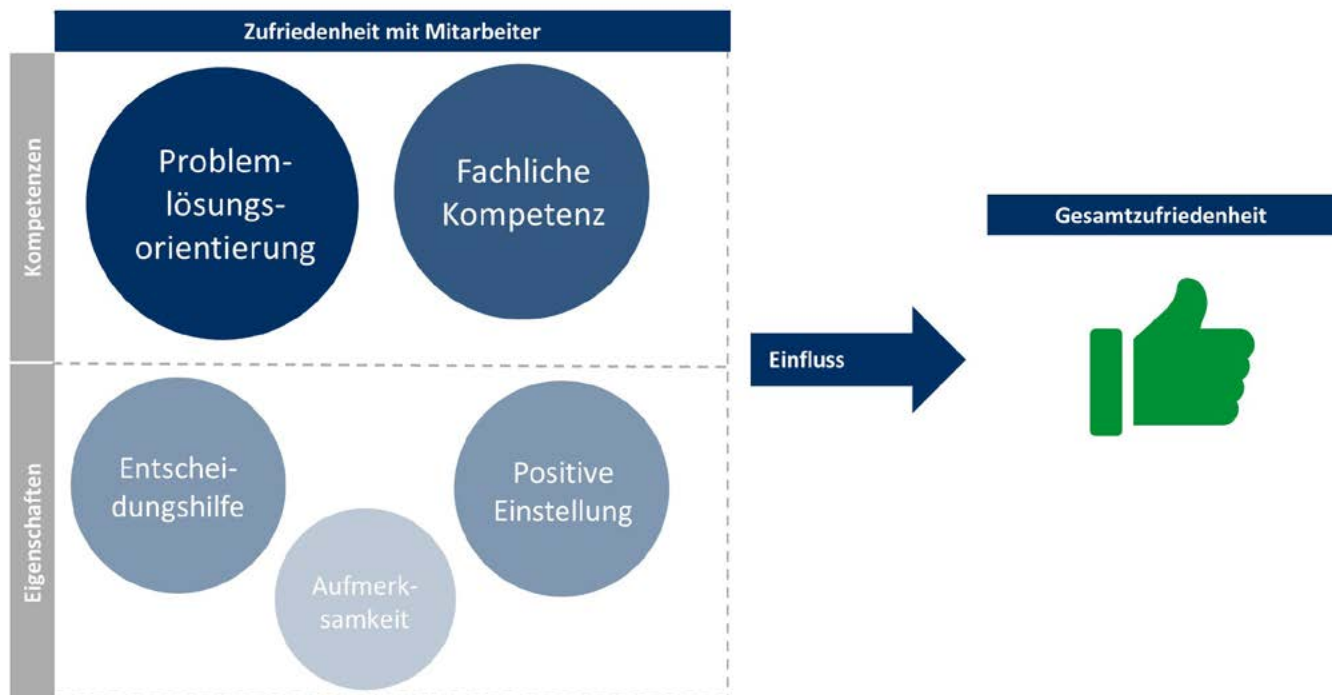 Zufriedenheit mit Mitarbeiter
Kompetenzen
Problem-
lösungs-
orientierung
Fachliche
Kompetenz
Eigenschaften
Entschei-
dungshilfe
Positive
Einstellung
Aufmerk-
samkeit
Einfluss
Gesamtzufriedenheit